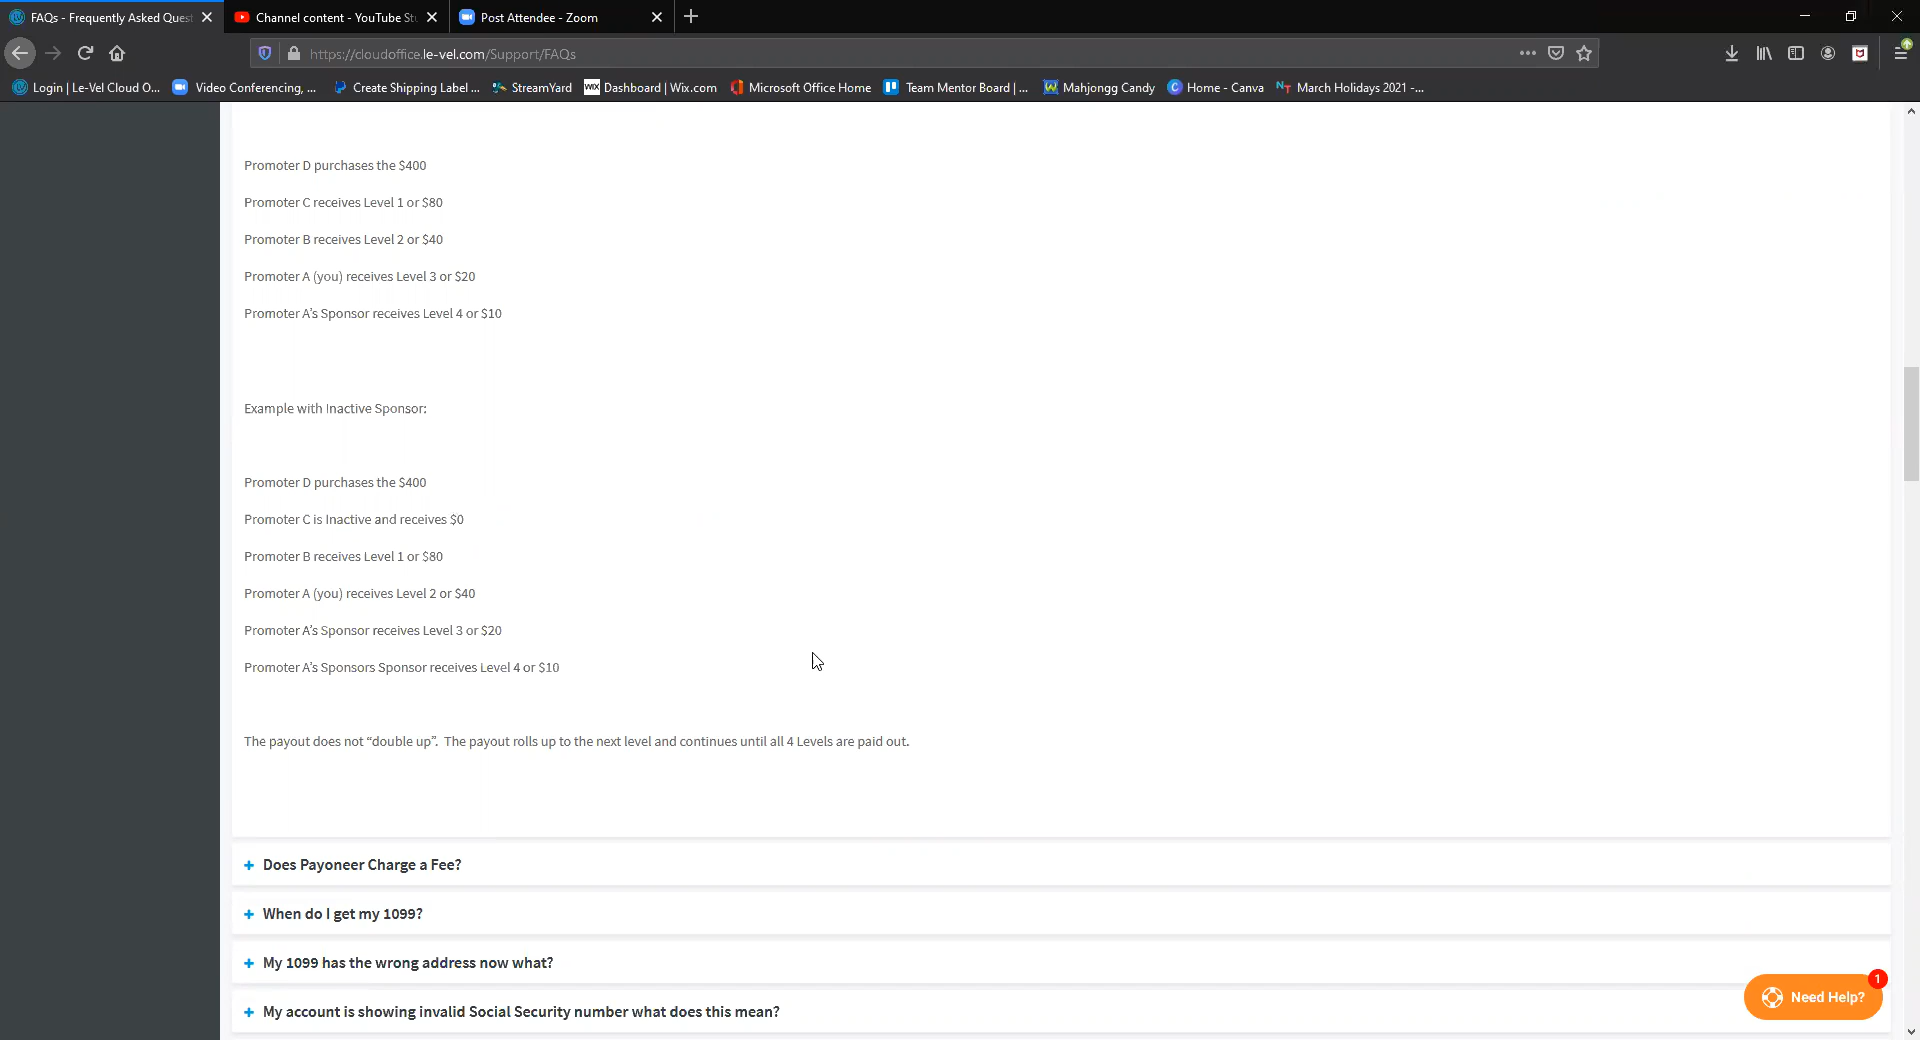 FAQs - Frequently Asked Quest
Channel content - YouTube St
Post Attendee - Zoom
https://cloudoffice.le-vel.com/Support/FAQs
Login | Le-Vel Cloud O...
Video Conferencing, ...
Create Shipping Label ...
StreamYard
WIX Dashboard | Wix.com
Microsoft Office Home
Team Mentor Board | ...
Mahjongg Candy
C Home - Canva
NT March Holidays 2021 -...
Promoter D purchases the $400
Promoter C receives Level 1 or $80
Promoter B receives Level 2 or $40
Promoter A (you) receives Level 3 or $20
Promoter A’s Sponsor receives Level 4 or $10
Example with Inactive Sponsor:
Promoter D purchases the $400
Promoter C is Inactive and receives $0
Promoter B receives Level 1 or $80
Promoter A (you) receives Level 2 or $40
Promoter A’s Sponsor receives Level 3 or $20
Promoter A’s Sponsors Sponsor receives Level 4 or $10
The payout does not “double up”.  The payout rolls up to the next level and continues until all 4 Levels are paid out.
+ Does Payoneer Charge a Fee?
+ When do I get my 1099?
+ My 1099 has the wrong address now what?
+ My account is showing invalid Social Security number what does this mean?
Need Help?
1